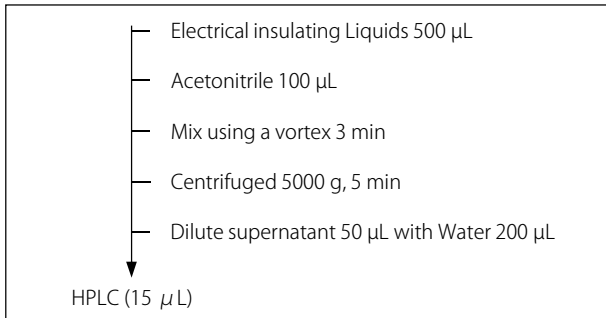 Electrical insulating Liquids 500 µL
Acetonitrile 100 µL
Mix using a vortex 3 min
Centrifuged 5000 g, 5 min
Dilute supernatant 50 µL with Water 200 µL
HPLC (15 μ L)